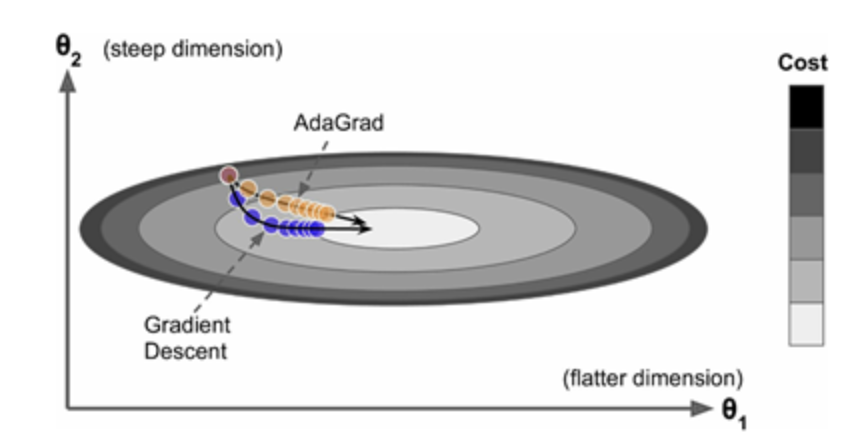 θ2 (steep dimension)
Cost
AdaGrad
Gradient
Descent
(flatter dimension)
θ1